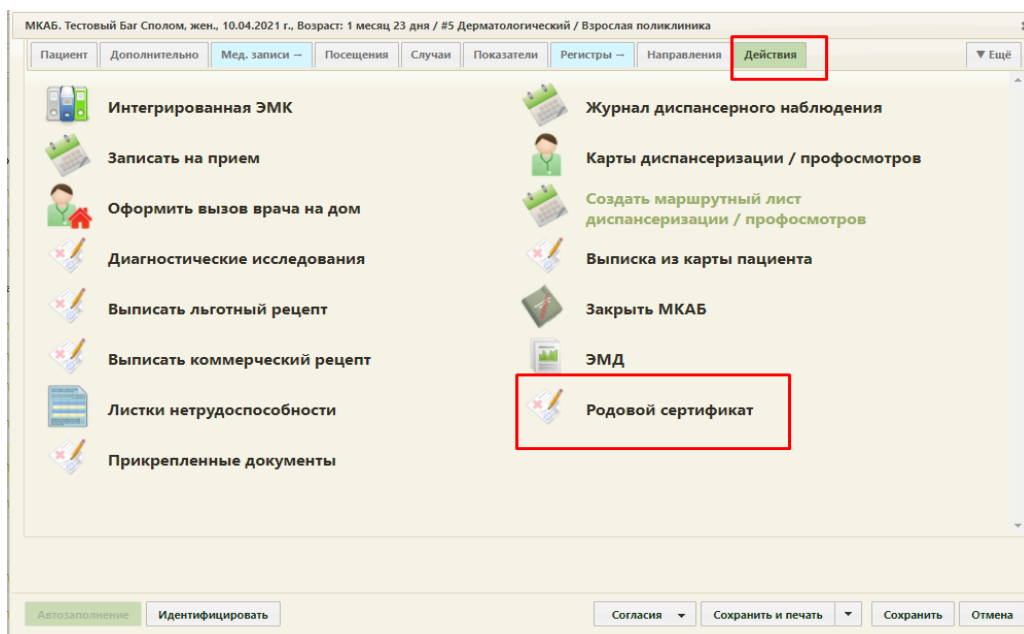 МКАБ. Тестовый Баг Сполом, жен., 10.04.2021 г., Возраст: 1 месяц 23 дня / #5 Дерматологический / Взрослая поликлиника
Пациент Дополнительно Мед. записи → Посещения Случаи Показатели Регистры → Направления Действия ▼ Ещё
Интегрированная ЭМК
Журнал диспансерного наблюдения
Записать на прием
Карты диспансеризации / профосмотров
Оформить вызов врача на дом
Создать маршрутный лист
диспансеризации / профосмотров
Диагностические исследования
Выписка из карты пациента
Выписать льготный рецепт
Закрыть МКАБ
Выписать коммерческий рецепт
ЭМД
Листки нетрудоспособности
Родовой сертификат
Прикрепленные документы
Автозаполнение Идентифицировать Согласия Сохранить и печать Сохранить Отмена